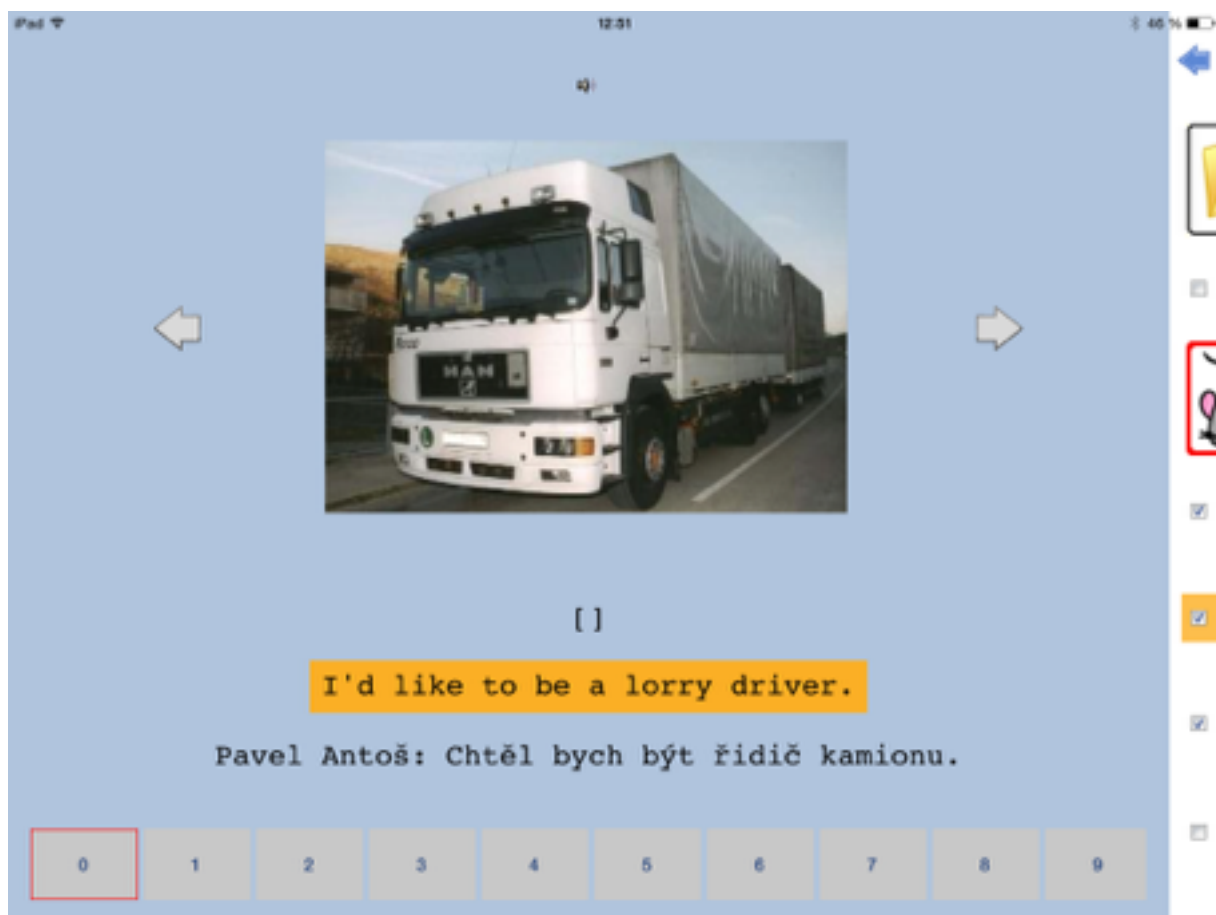 iPad 12:51 46 %
MAN
[ ]
I'd like to be a lorry driver.
Pavel Antoš: Chtěl bych být řidič kamionu.
0 1 2 3 4 5 6 7 8 9